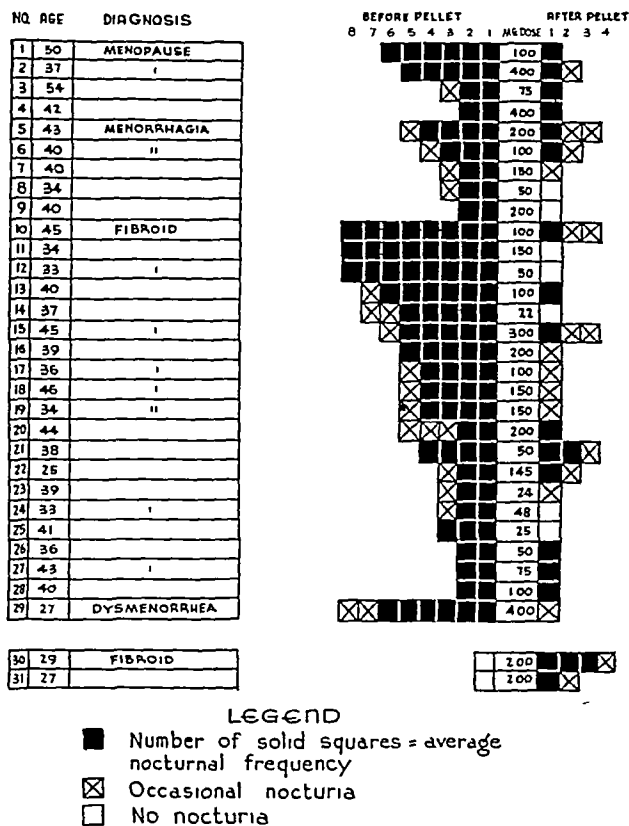 NO. AGE DIAGNOSIS BEFORE PELLET AFTER PELLET
8 7 6 5 4 3 2 1 MG DOSE 1 2 3 4
1 50 MENOPAUSE 100
2 37 " 400
3 54 75
4 42 400
5 43 MENORRHAGIA 200
6 40 " 100
7 40 150
8 34 50
9 40 200
10 45 FIBROID 100
11 34 150
12 33 " 50
13 40 100
14 37 22
15 45 " 300
16 39 200
17 36 " 100
18 46 " 150
19 34 " 150
20 44 200
21 38 50
22 25 145
23 39 24
24 33 " 48
25 41 25
26 36 50
27 43 " 75
28 40 100
29 27 DYSMENORRHEA 400
30 29 FIBROID 200
31 27 200
LEGEND
Number of solid squares = average
nocturnal frequency
Occasional nocturia
No nocturia